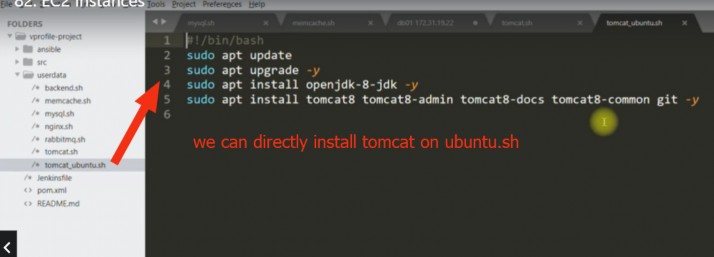 82. EC2 Instances
Tools Project Preferences Help
FOLDERS
vprofile-project
ansible
src
userdata
backend.sh
memcache.sh
mysql.sh
nginx.sh
rabbitmq.sh
tomcat.sh
tomcat_ubuntu.sh
Jenkinsfile
pom.xml
README.md
mysql.sh
memcache.sh
db01 172.31.19.22
tomcat.sh
tomcat_ubuntu.sh
1 #!/bin/bash
2 sudo apt update
3 sudo apt upgrade -y
4 sudo apt install openjdk-8-jdk -y
5 sudo apt install tomcat8 tomcat8-admin tomcat8-docs tomcat8-common git -y
6
we can directly install tomcat on ubuntu.sh